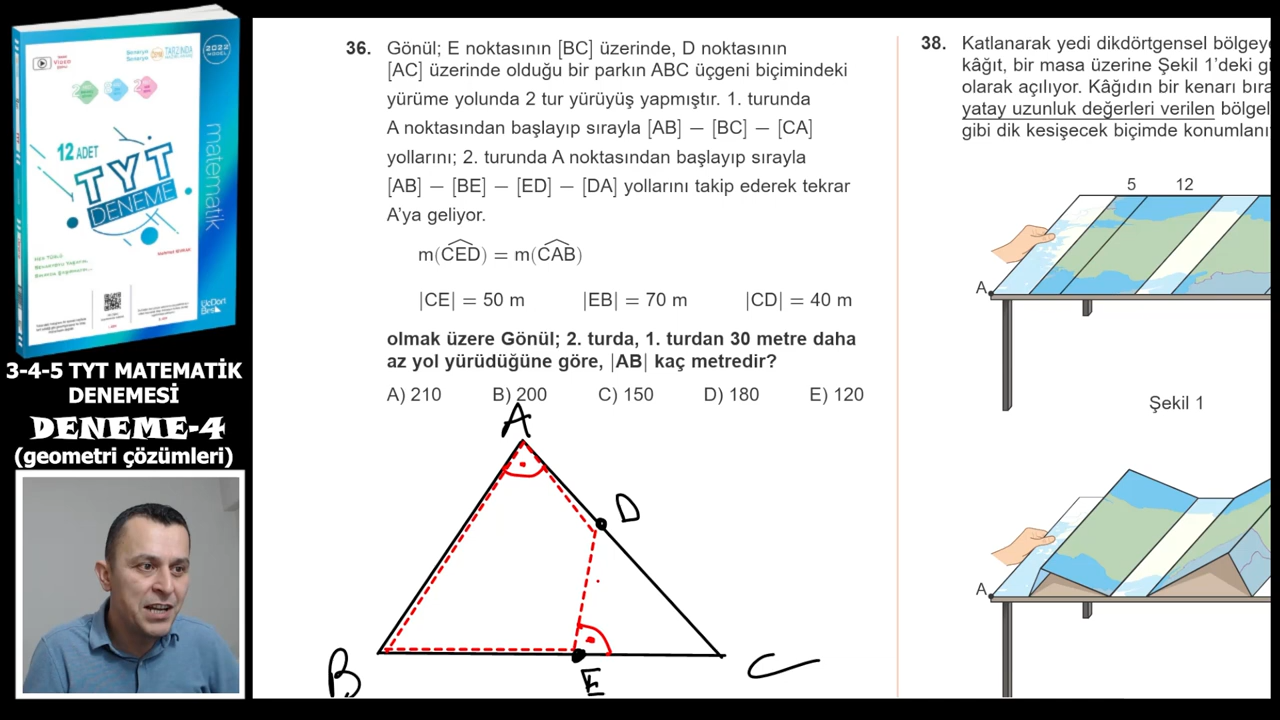 2022
MODEL
12 ADET
TYT
DENEME
matematik
3-4-5 TYT MATEMATİK
DENEMESİ
DENEME-4
(geometri çözümleri)
36. Gönül; E noktasının [BC] üzerinde, D noktasının
[AC] üzerinde olduğu bir parkın ABC üçgeni biçimindeki
yürüme yolunda 2 tur yürüyüş yapmıştır. 1. turunda
A noktasından başlayıp sırayla [AB] − [BC] − [CA]
yollarını; 2. turunda A noktasından başlayıp sırayla
[AB] − [BE] − [ED] − [DA] yollarını takip ederek tekrar
A'ya geliyor.
m(CED) = m(CAB)
|CE| = 50 m |EB| = 70 m |CD| = 40 m
olmak üzere Gönül; 2. turda, 1. turdan 30 metre daha
az yol yürüdüğüne göre, |AB| kaç metredir?
A) 210 B) 200 C) 150 D) 180 E) 120
A
D
B
E
C
38. Katlanarak yedi dikdörtgensel bölgey
kâğıt, bir masa üzerine Şekil 1'deki gi
olarak açılıyor. Kâğıdın bir kenarı bıra
yatay uzunluk değerleri verilen bölgel
gibi dik kesişecek biçimde konumlanı
5 12
A
Şekil 1
A